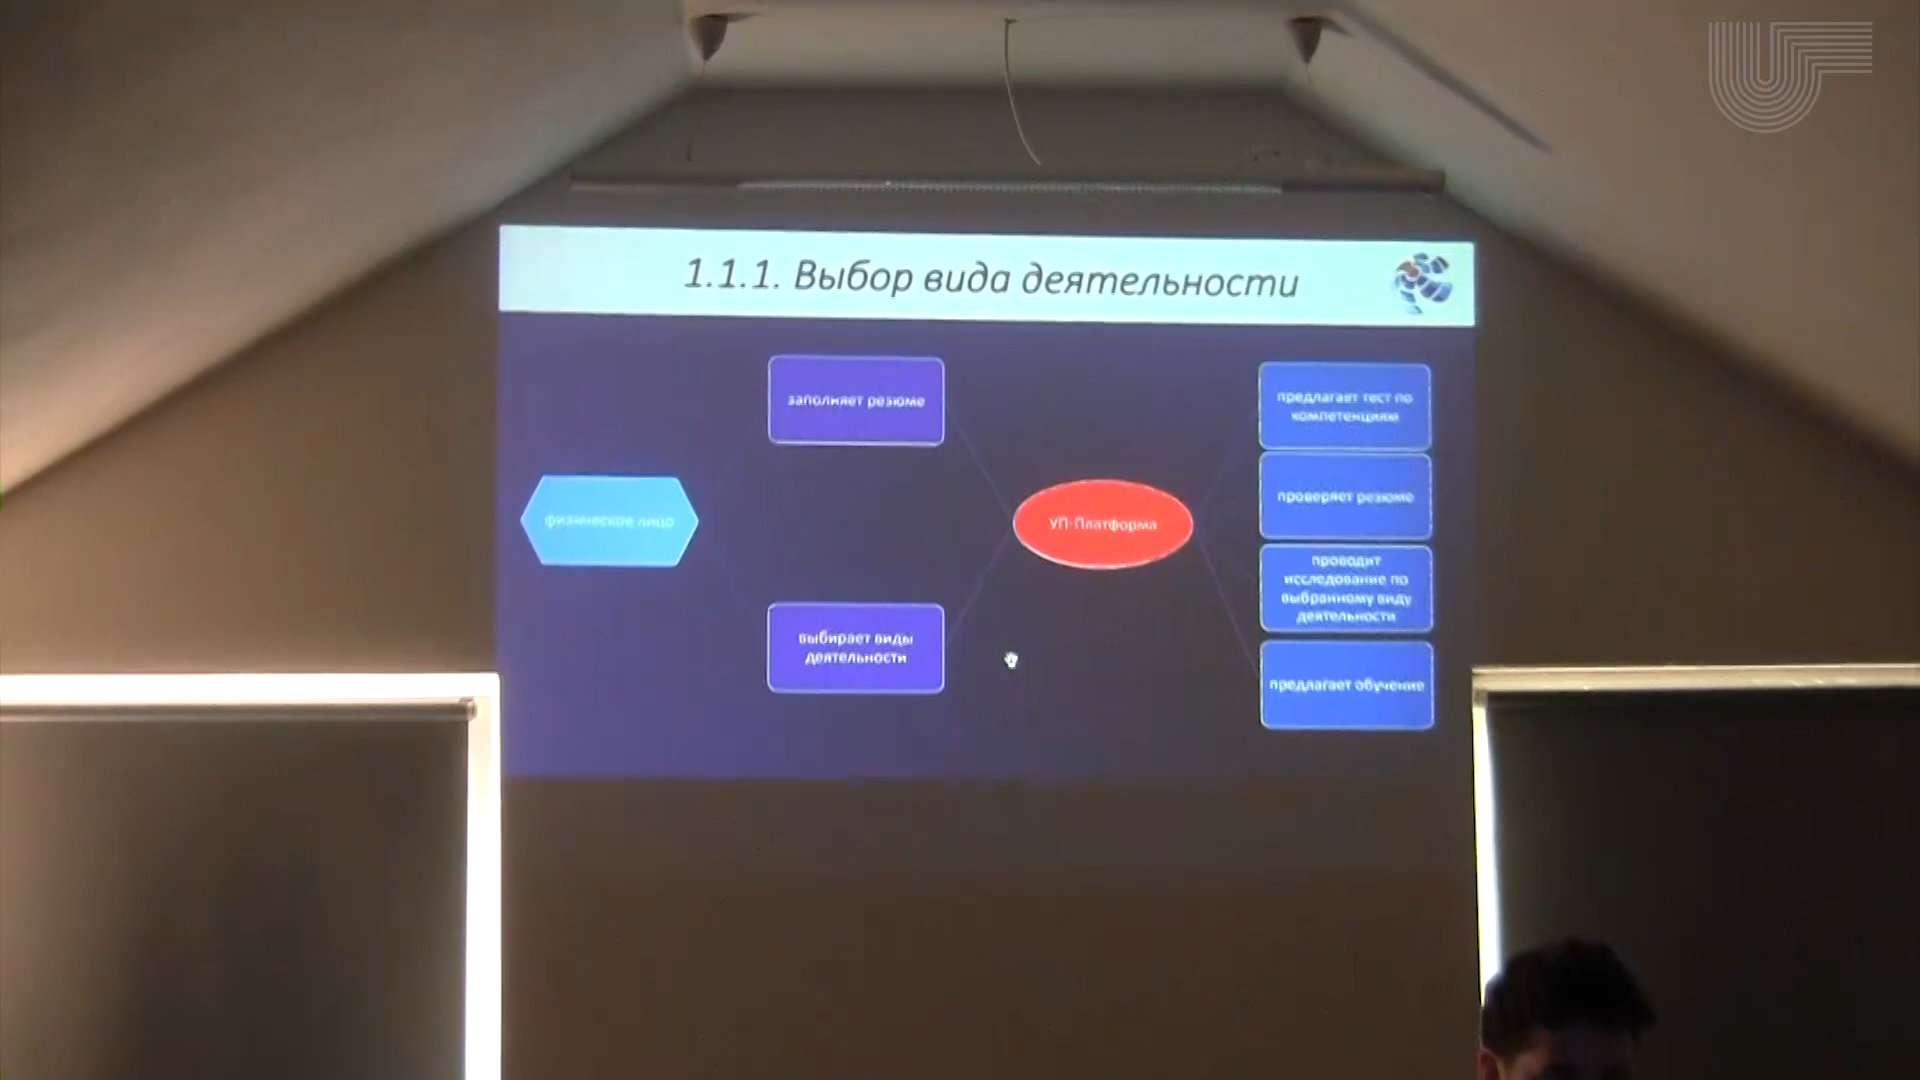 1.1.1. Выбор вида деятельности
заполняет резюме
физическое лицо
выбирает виды
деятельности
УП-Платформа
предлагает тест по
компетенциям
проверяет резюме
проводит
исследование по
выбранному виду
деятельности
предлагает обучение